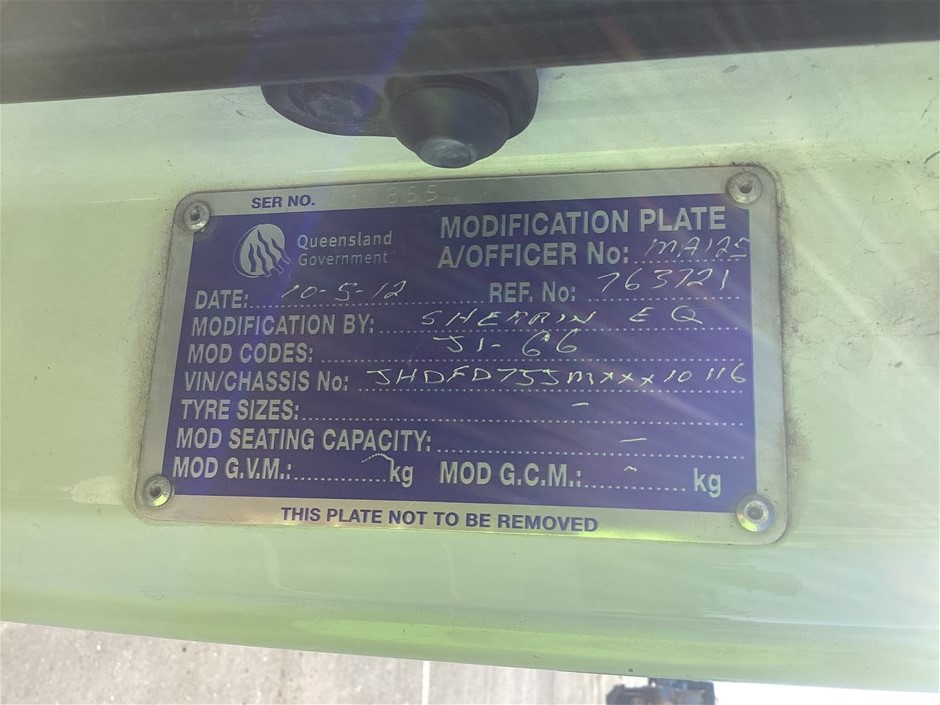 SER NO.
MODIFICATION PLATE
Queensland
Government
A/OFFICER No: MA125
DATE: 10-5-12 REF. No: 763721
MODIFICATION BY: SHERRIN EQ
MOD CODES: J1-66
VIN/CHASSIS No: JHDFD7JJMXXX10116
TYRE SIZES: –
MOD SEATING CAPACITY: –
MOD G.V.M.: – kg MOD G.C.M.: – kg
THIS PLATE NOT TO BE REMOVED